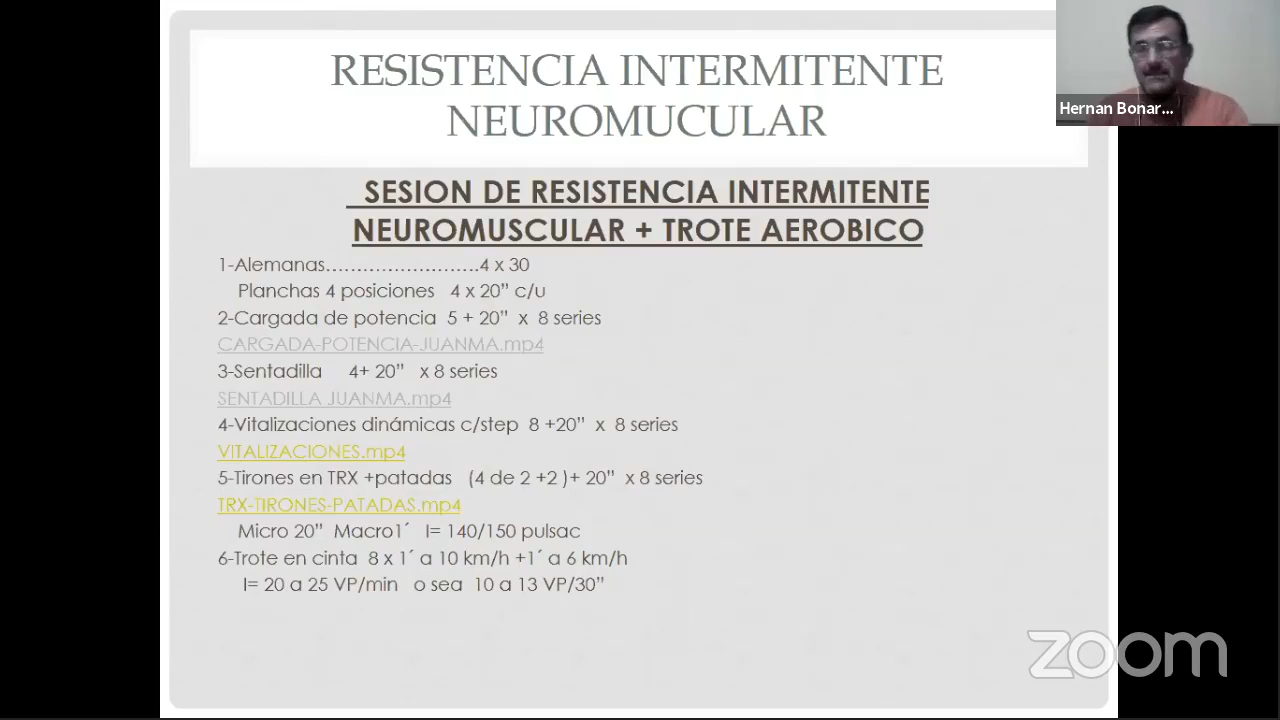 RESISTENCIA INTERMITENTE
NEUROMUCULAR
Hernan Bonar...
SESION DE RESISTENCIA INTERMITENTE
NEUROMUSCULAR + TROTE AEROBICO
1-Alemanas........................4 x 30
Planchas 4 posiciones 4 x 20” c/u
2-Cargada de potencia 5 + 20” x 8 series
CARGADA-POTENCIA-JUANMA.mp4
3-Sentadilla 4+ 20” x 8 series
SENTADILLA JUANMA.mp4
4-Vitalizaciones dinámicas c/step 8 +20” x 8 series
VITALIZACIONES.mp4
5-Tirones en TRX +patadas (4 de 2 +2 )+ 20” x 8 series
TRX-TIRONES-PATADAS.mp4
Micro 20” Macro1´ I= 140/150 pulsac
6-Trote en cinta 8 x 1´ a 10 km/h +1´ a 6 km/h
I= 20 a 25 VP/min o sea 10 a 13 VP/30”
zoom